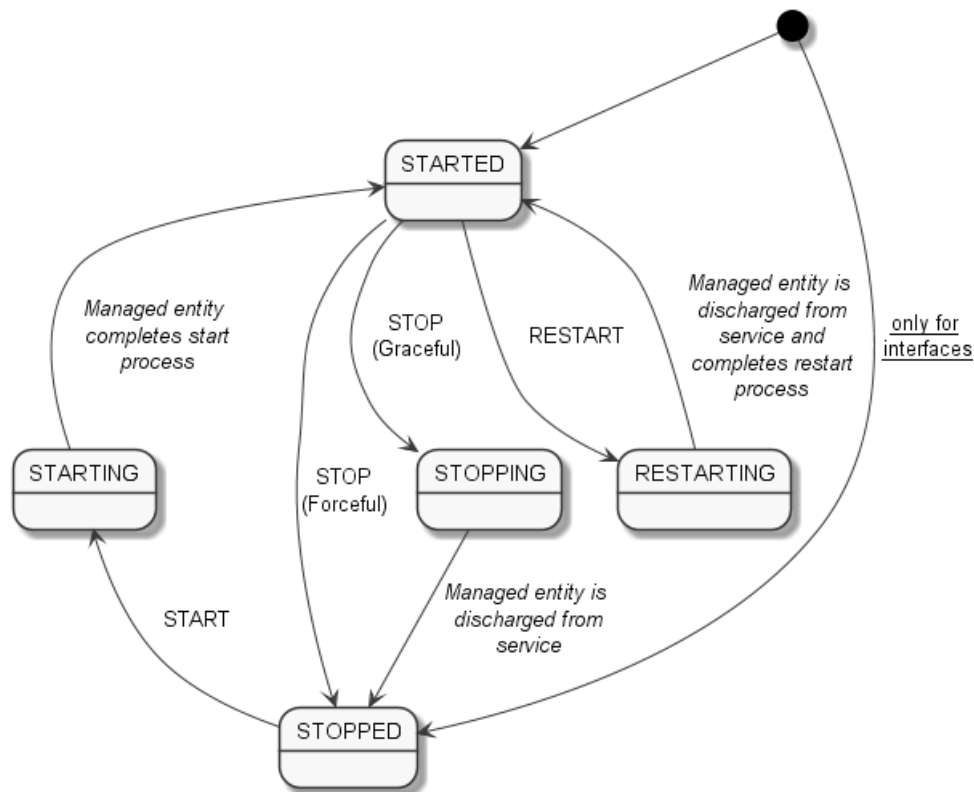 STARTED
Managed entity
completes start
process
STOP
(Graceful)
RESTART
Managed entity is
discharged from
service and
completes restart
process
only for
interfaces
STARTING
STOP
(Forceful)
STOPPING
RESTARTING
START
Managed entity is
discharged from
service
STOPPED